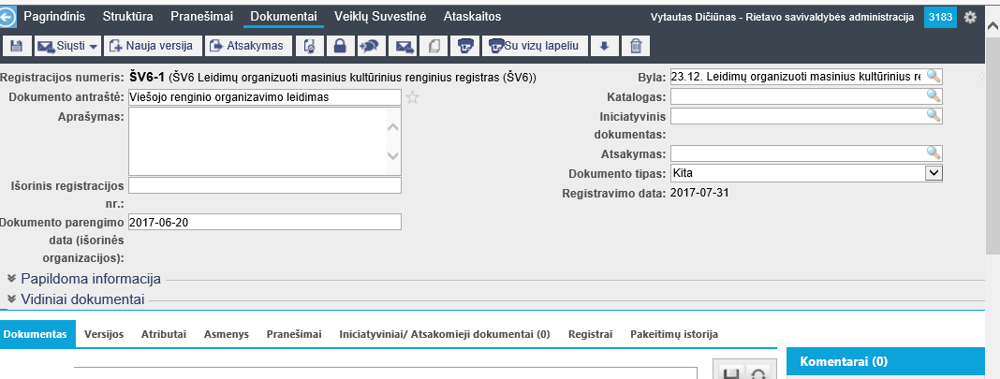 Pagrindinis Struktūra Pranešimai Dokumentai Veiklų Suvestinė Ataskaitos Vytautas Dičiūnas - Rietavo savivaldybės administracija 3183
Siųsti Nauja versija Atsakymas Su vizų lapeliu
Registracijos numeris: ŠV6-1 (ŠV6 Leidimų organizuoti masinius kultūrinius renginius registras (ŠV6))
Dokumento antraštė: Viešojo renginio organizavimo leidimas
Aprašymas:
Išorinis registracijos
nr.:
Dokumento parengimo 2017-06-20
data (išorinės
organizacijos):
Byla: 23.12. Leidimų organizuoti masinius kultūrinius re
Katalogas:
Iniciatyvinis
dokumentas:
Atsakymas:
Dokumento tipas: Kita
Registravimo data: 2017-07-31
Papildoma informacija
Vidiniai dokumentai
Dokumentas Versijos Atributai Asmenys Pranešimai Iniciatyviniai/ Atsakomieji dokumentai (0) Registrai Pakeitimų istorija
Komentarai (0)